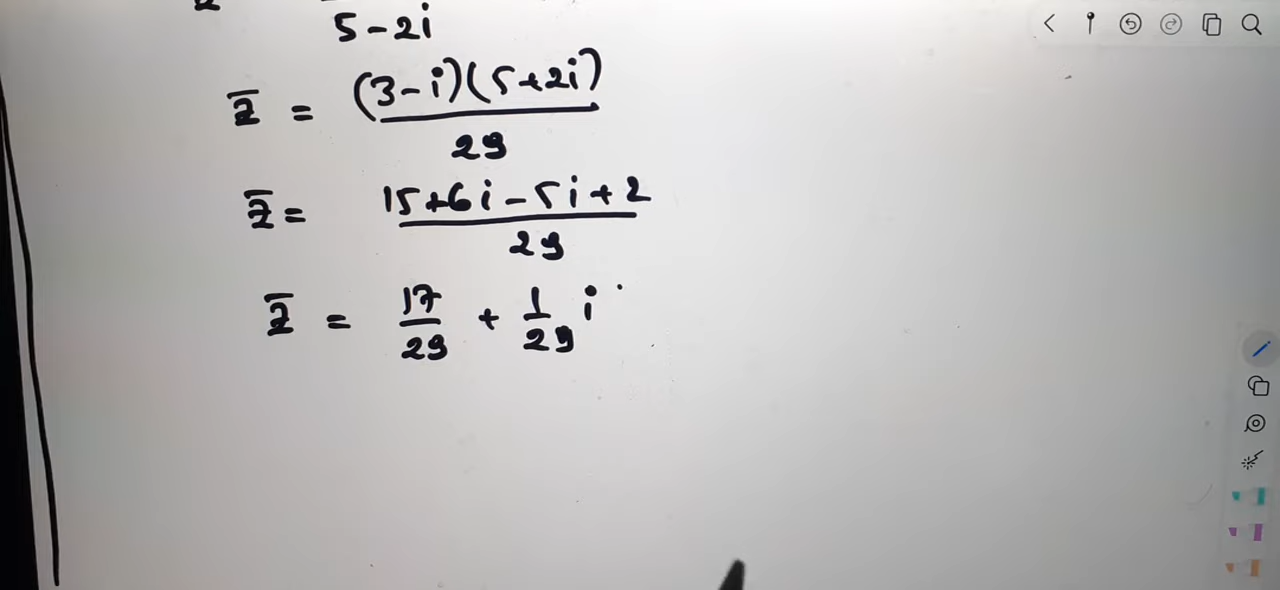 5-2i
z̅ = (3-i)(5+2i)
29
z̅ = 15+6i-5i+2
29
z̅ = 17/29 + 1/29 i